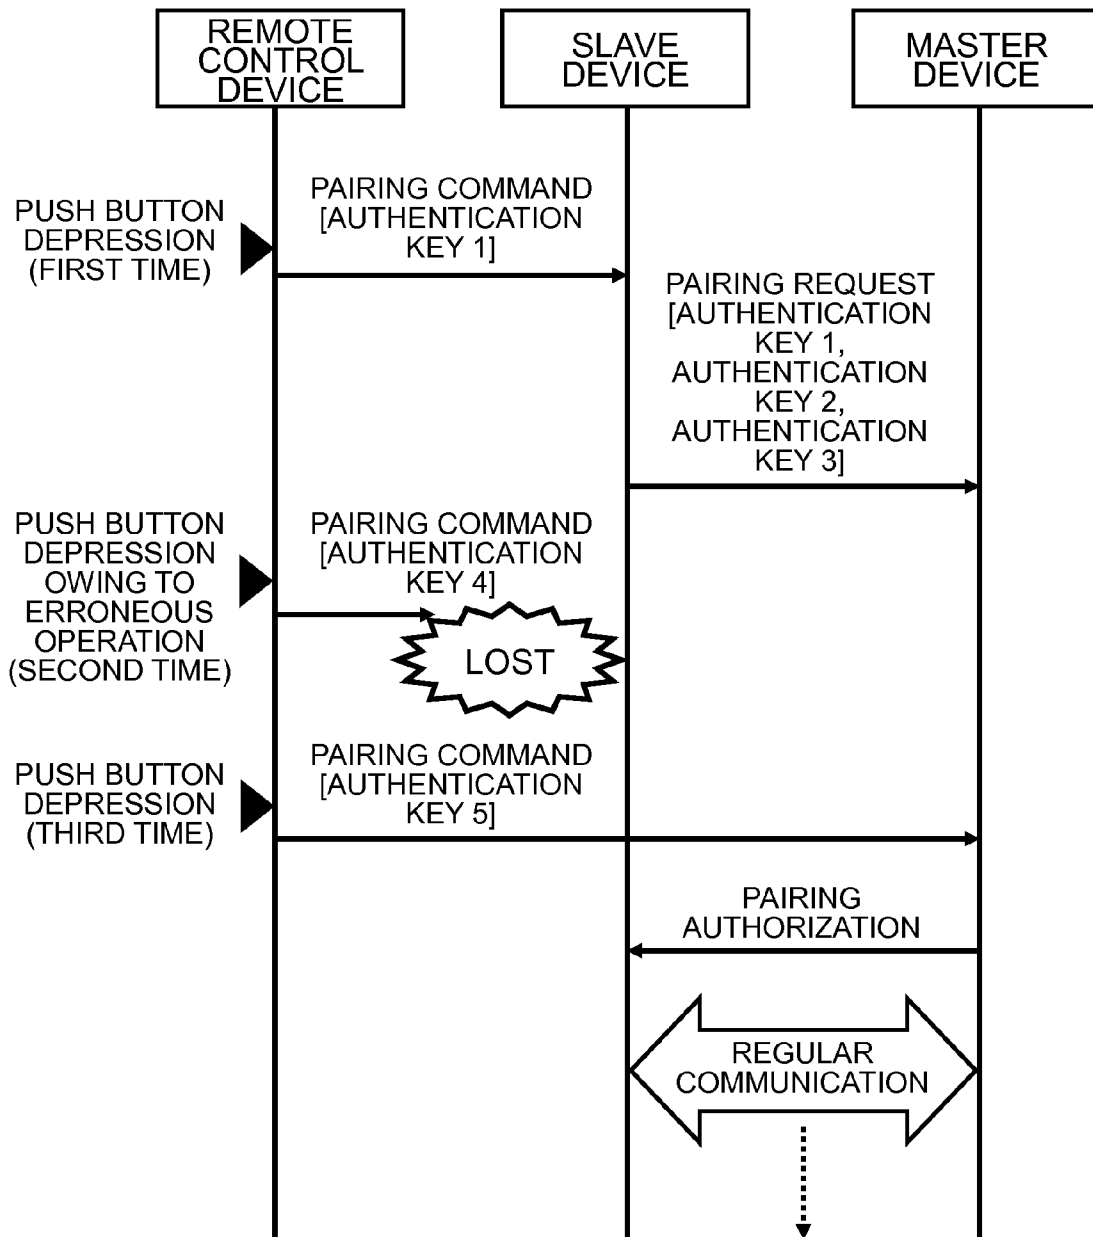 REMOTE
CONTROL
DEVICE
SLAVE
DEVICE
MASTER
DEVICE
PUSH BUTTON
DEPRESSION
(FIRST TIME)
PAIRING COMMAND
[AUTHENTICATION
KEY 1]
PAIRING REQUEST
[AUTHENTICATION
KEY 1,
AUTHENTICATION
KEY 2,
AUTHENTICATION
KEY 3]
PUSH BUTTON
DEPRESSION
OWING TO
ERRONEOUS
OPERATION
(SECOND TIME)
PAIRING COMMAND
[AUTHENTICATION
KEY 4]
LOST
PUSH BUTTON
DEPRESSION
(THIRD TIME)
PAIRING COMMAND
[AUTHENTICATION
KEY 5]
PAIRING
AUTHORIZATION
REGULAR
COMMUNICATION